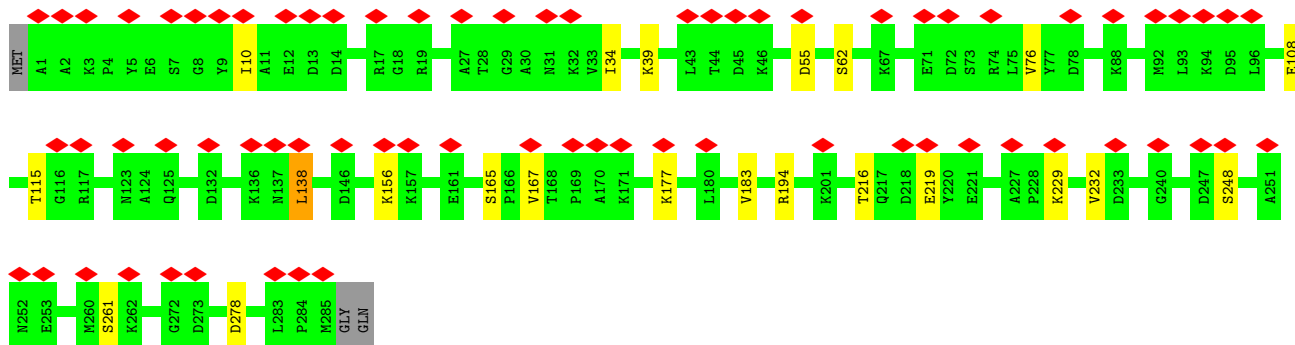 MET A1 A2 K3 P4 Y5 E6 S7 G8 Y9 I10 A11 E12 D13 D14 R17 G18 R19 A27 T28 G29 A30 N31 K32 V33 I34 K39 L43 T44 D45 K46 D55 S62 K67 E71 D72 S73 R74 L75 V76 Y77 D78 K88 M92 L93 K94 D95 L96 E108
T115 G116 R117 N123 A124 Q125 D132 K136 N137 L138 D146 K156 K157 E161 S165 P166 V167 T168 P169 A170 K171 K177 L180 V183 R194 K201 T216 Q217 D218 E219 Y220 E221 A227 P228 K229 V232 D233 G240 D247 S248 A251
N252 E253 M260 S261 K262 G272 D273 D278 L283 P284 M285 GLY GLN